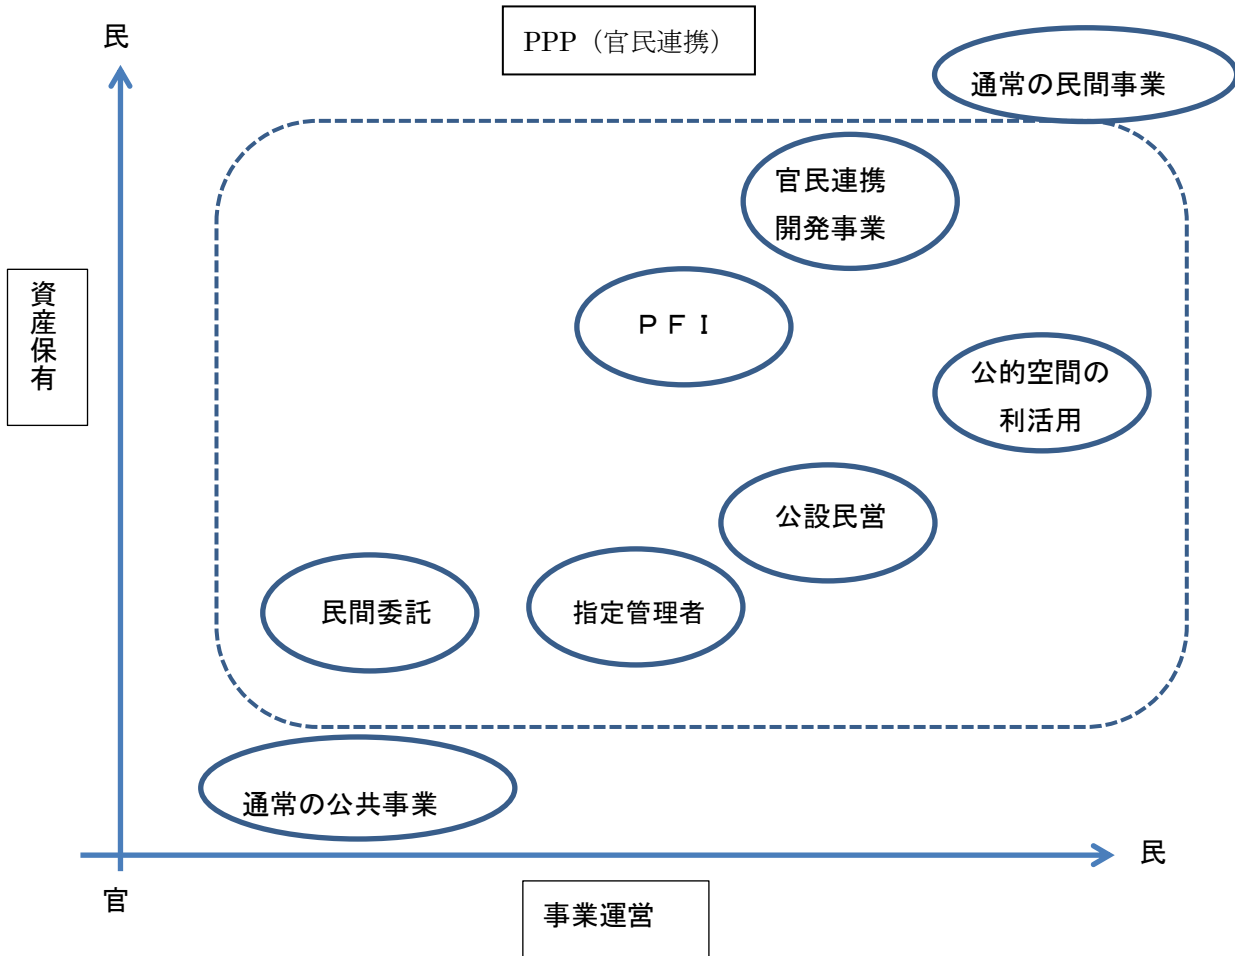 民
PPP（官民連携）
通常の民間事業
官民連携
開発事業
ＰＦＩ
資産保有
公的空間の
利活用
公設民営
民間委託
指定管理者
通常の公共事業
民
官
事業運営